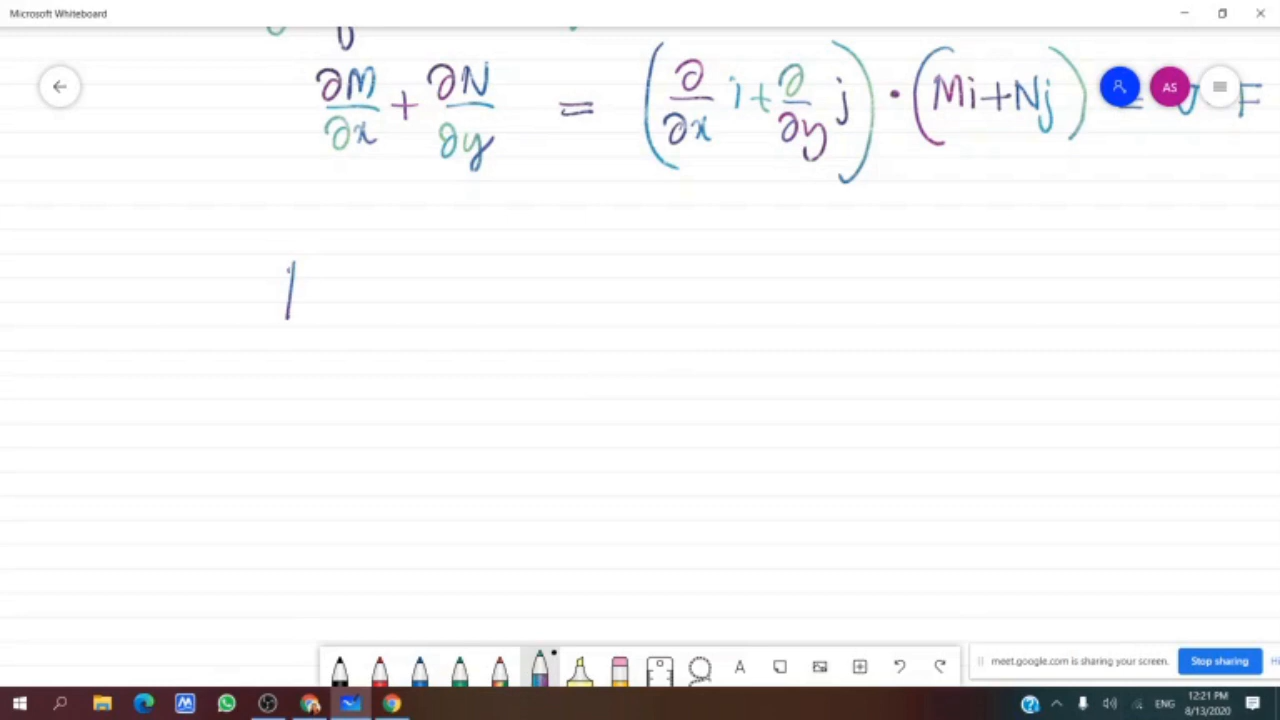 Microsoft Whiteboard
∂M/∂x + ∂N/∂y = (∂/∂x i + ∂/∂y j) • (Mi + Nj) = F
AS
A
meet.google.com is sharing your screen.
Stop sharing
Hi
ENG
12:21 PM
8/13/2020